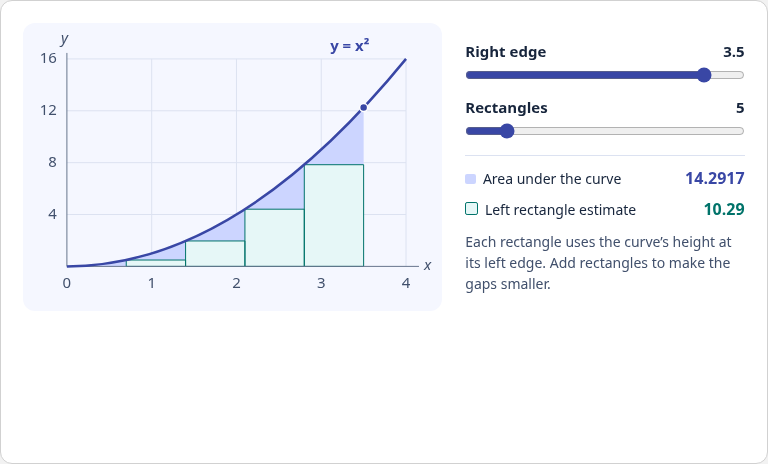 y
y = x²
16
12
8
4
0 1 2 3 4
x
Right edge 3.5
Rectangles 5
Area under the curve 14.2917
Left rectangle estimate 10.29
Each rectangle uses the curve’s height at
its left edge. Add rectangles to make the
gaps smaller.